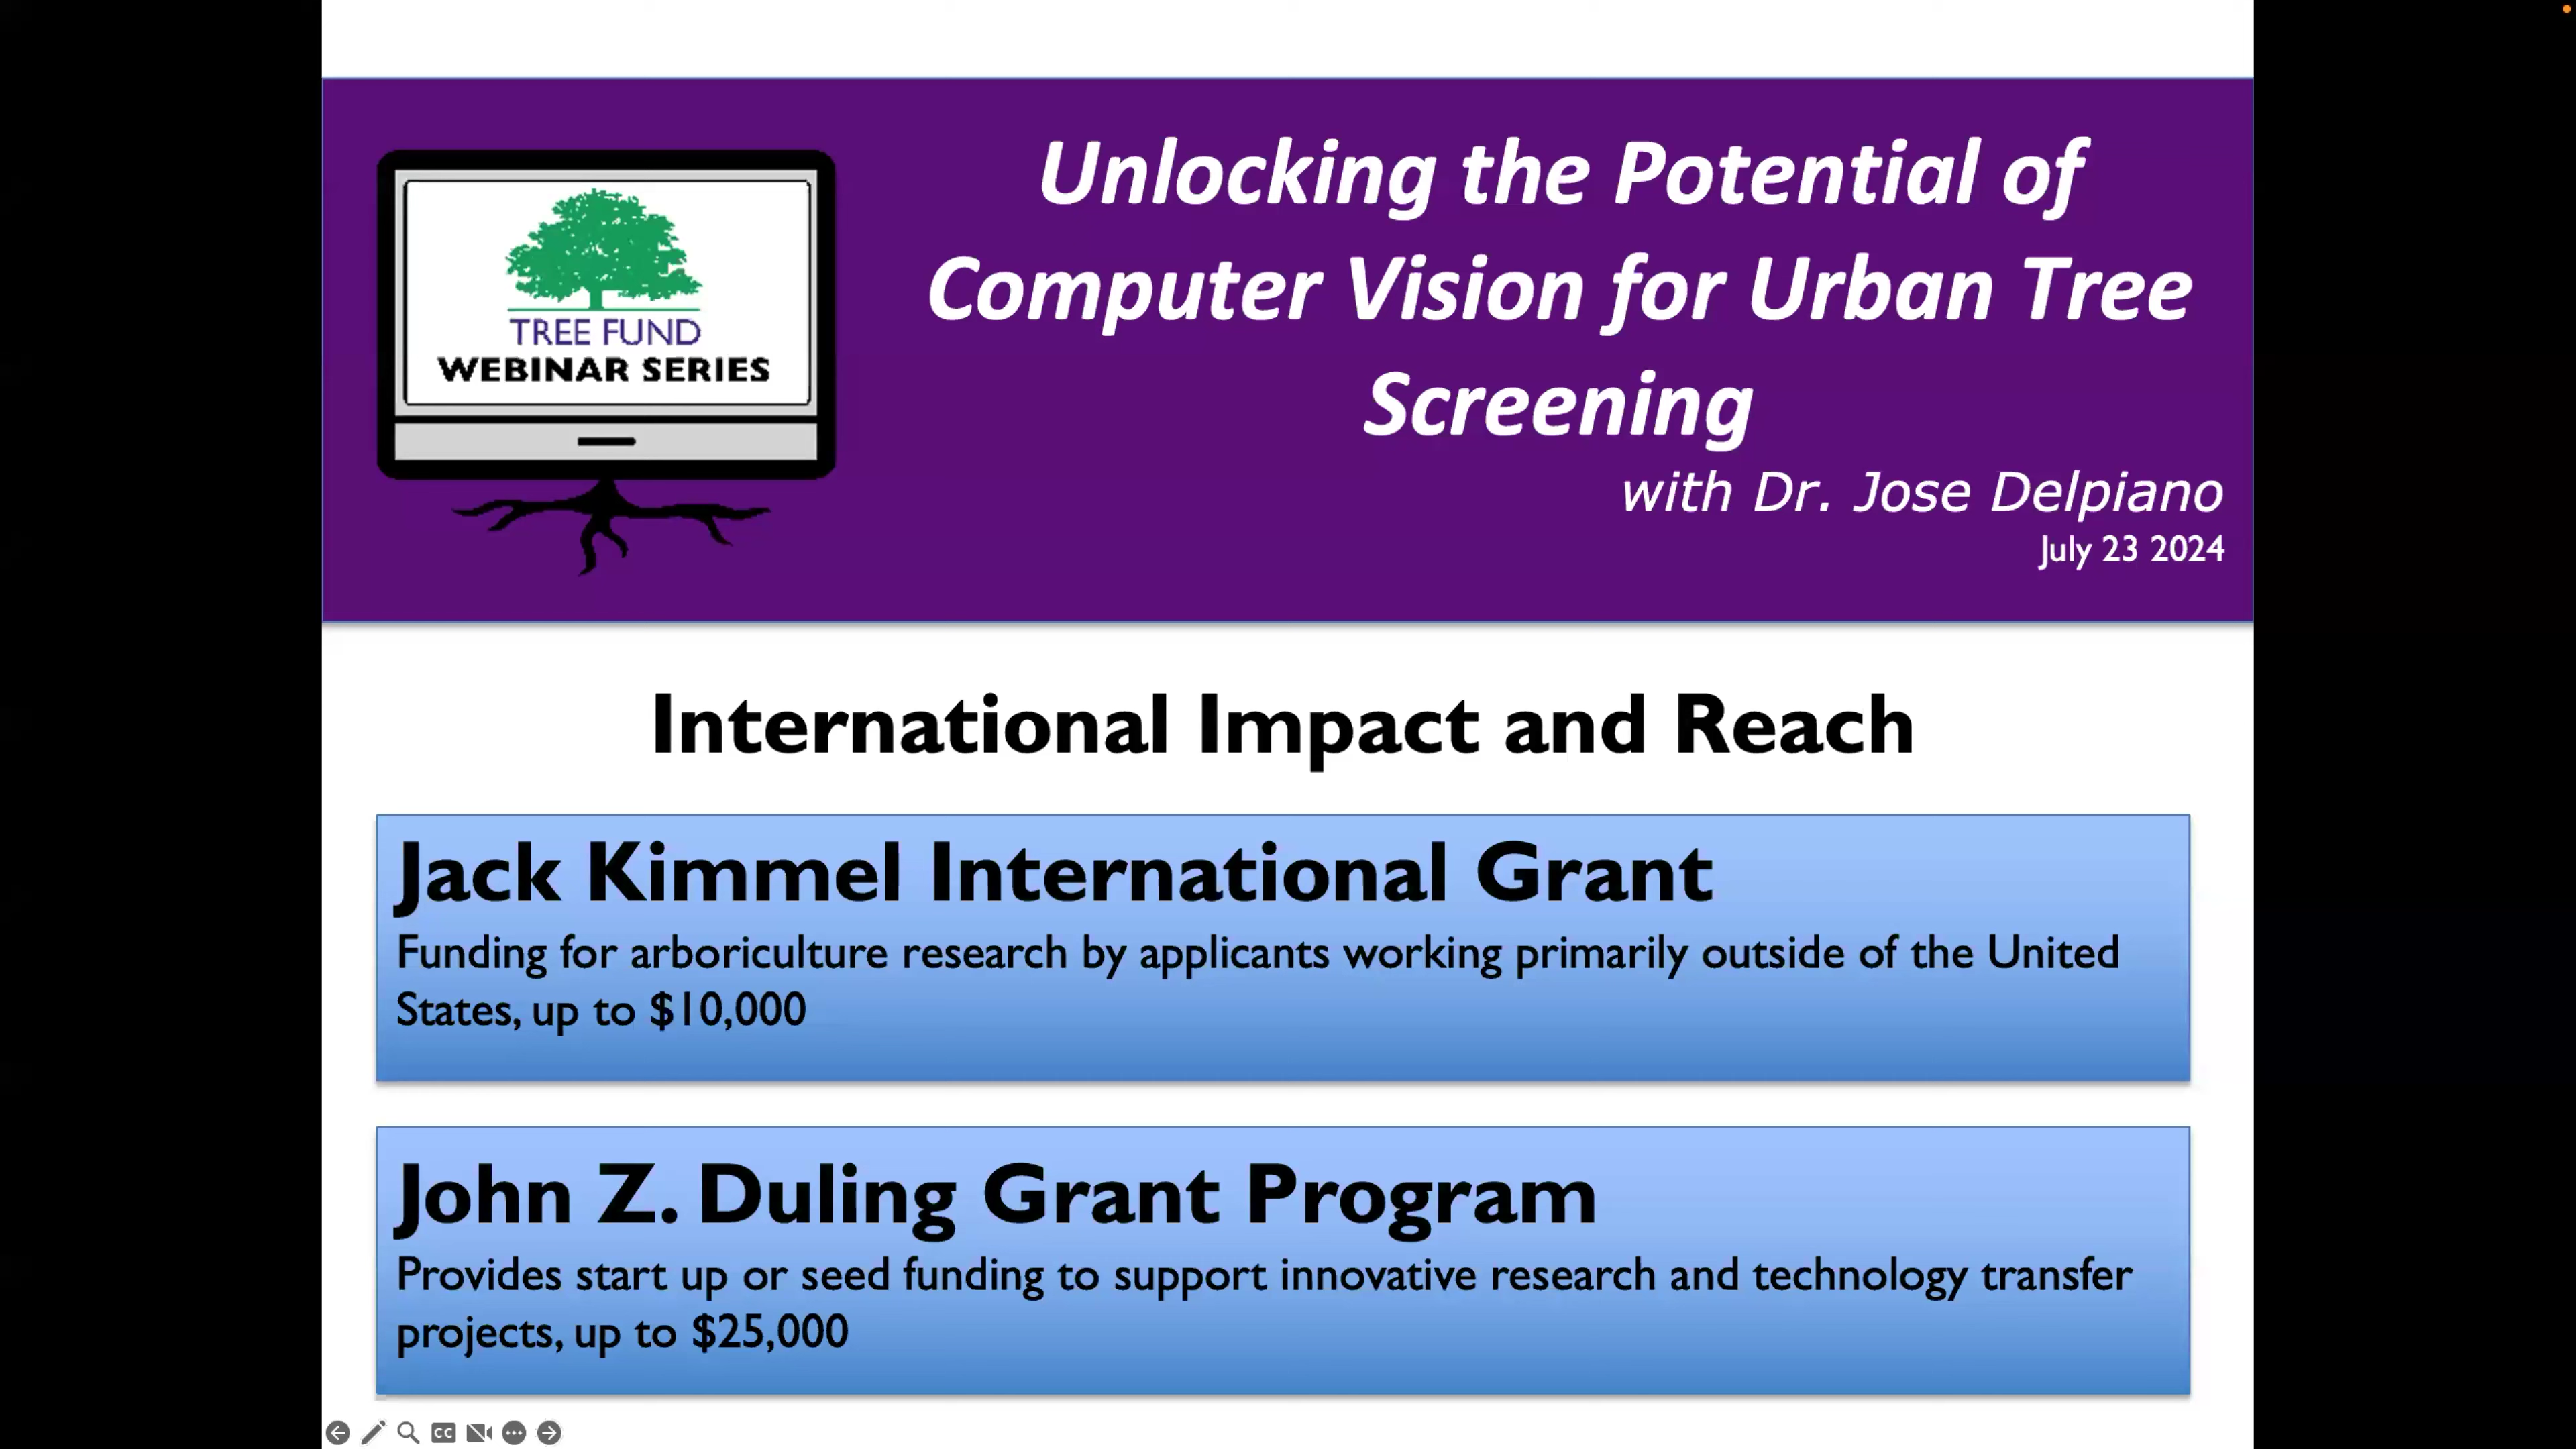 TREE FUND
WEBINAR SERIES
Unlocking the Potential of
Computer Vision for Urban Tree
Screening
with Dr. Jose Delpiano
July 23 2024
International Impact and Reach
Jack Kimmel International Grant
Funding for arboriculture research by applicants working primarily outside of the United
States, up to $10,000
John Z. Duling Grant Program
Provides start up or seed funding to support innovative research and technology transfer
projects, up to $25,000
CC